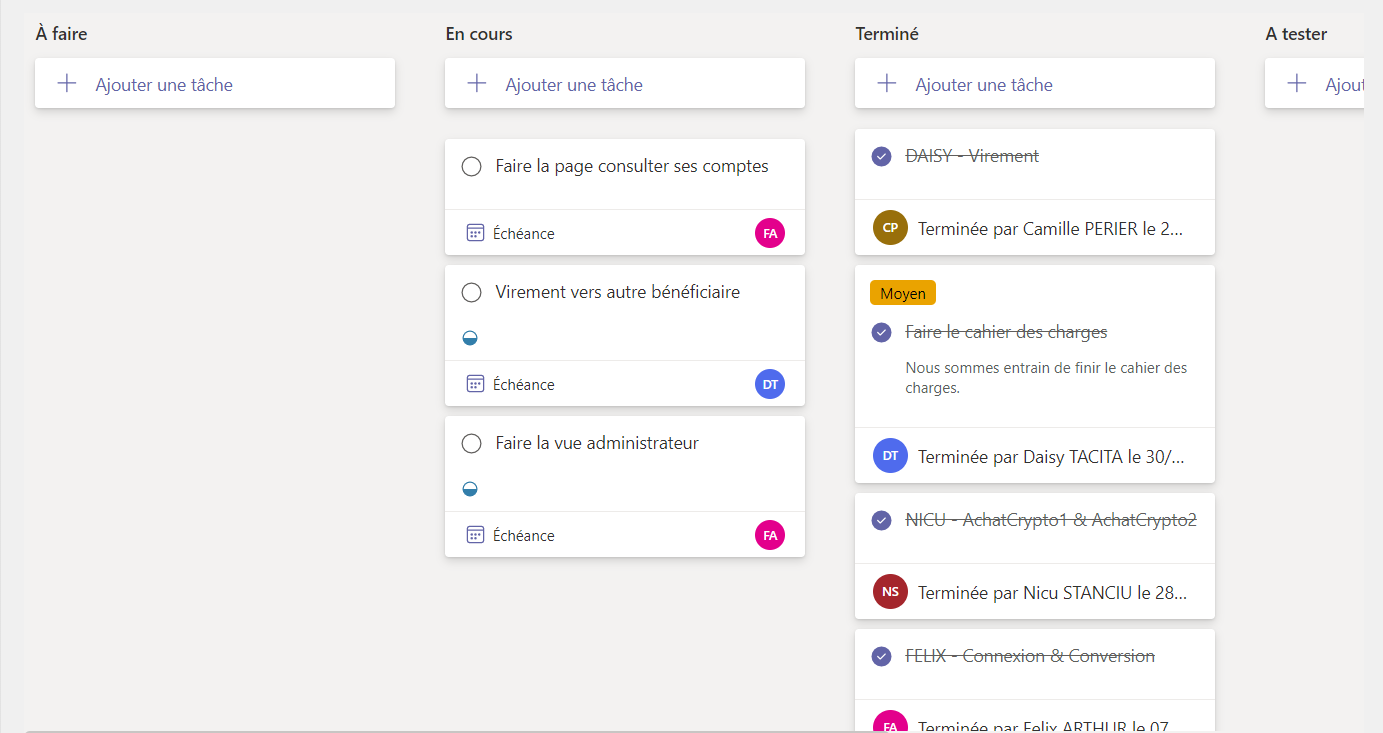 À faire
Ajouter une tâche
En cours
Ajouter une tâche
Faire la page consulter ses comptes
Échéance
FA
Virement vers autre bénéficiaire
Échéance
DT
Faire la vue administrateur
Échéance
FA
Terminé
Ajouter une tâche
DAISY - Virement
CP
Terminée par Camille PERIER le 2...
Moyen
Faire le cahier des charges
Nous sommes entrain de finir le cahier des
charges.
DT
Terminée par Daisy TACITA le 30/...
NICU - AchatCrypto1 & AchatCrypto2
NS
Terminée par Nicu STANCIU le 28...
FELIX - Connexion & Conversion
FA
Terminée par Felix ARTHUR le 07
A tester
Ajout